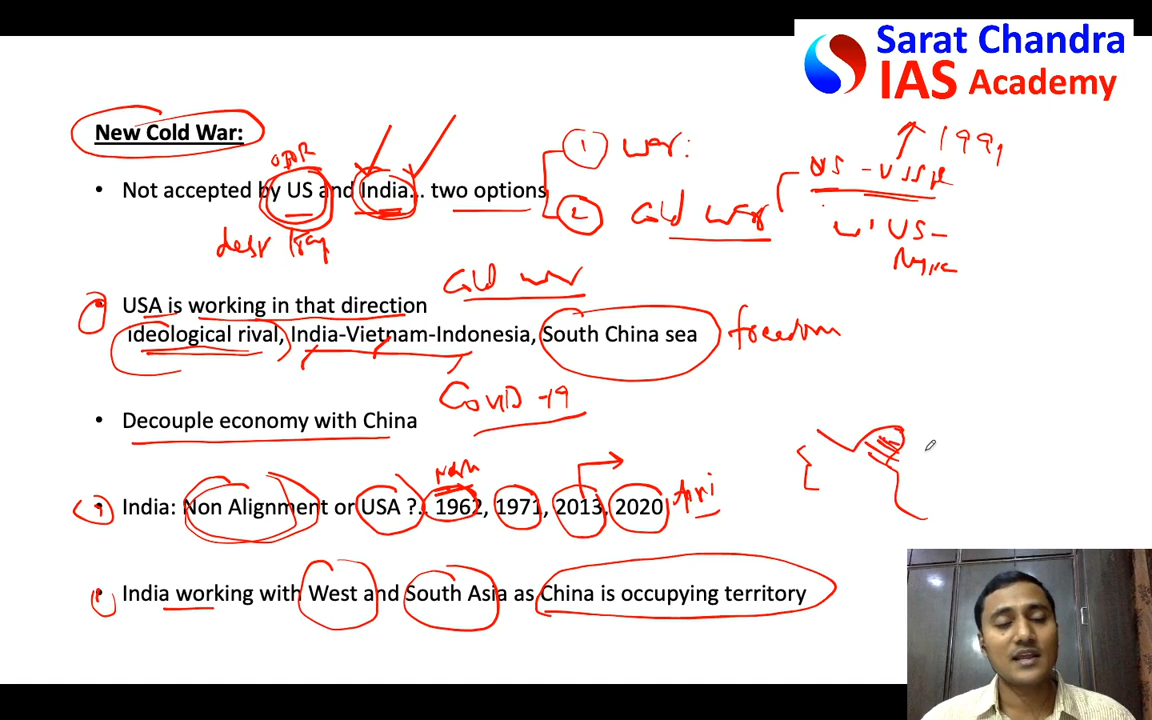 Sarat Chandra
IAS Academy
New Cold War:
1991
① war:
• Not accepted by US and India... two options
US - USSR
② Cold war
US -
Cold war
• USA is working in that direction
ideological rival, India-Vietnam-Indonesia, South China sea
freedom
COVID-19
• Decouple economy with China
• India: Non Alignment or USA ?.. 1962, 1971, 2013, 2020
• India working with West and South Asia as China is occupying territory